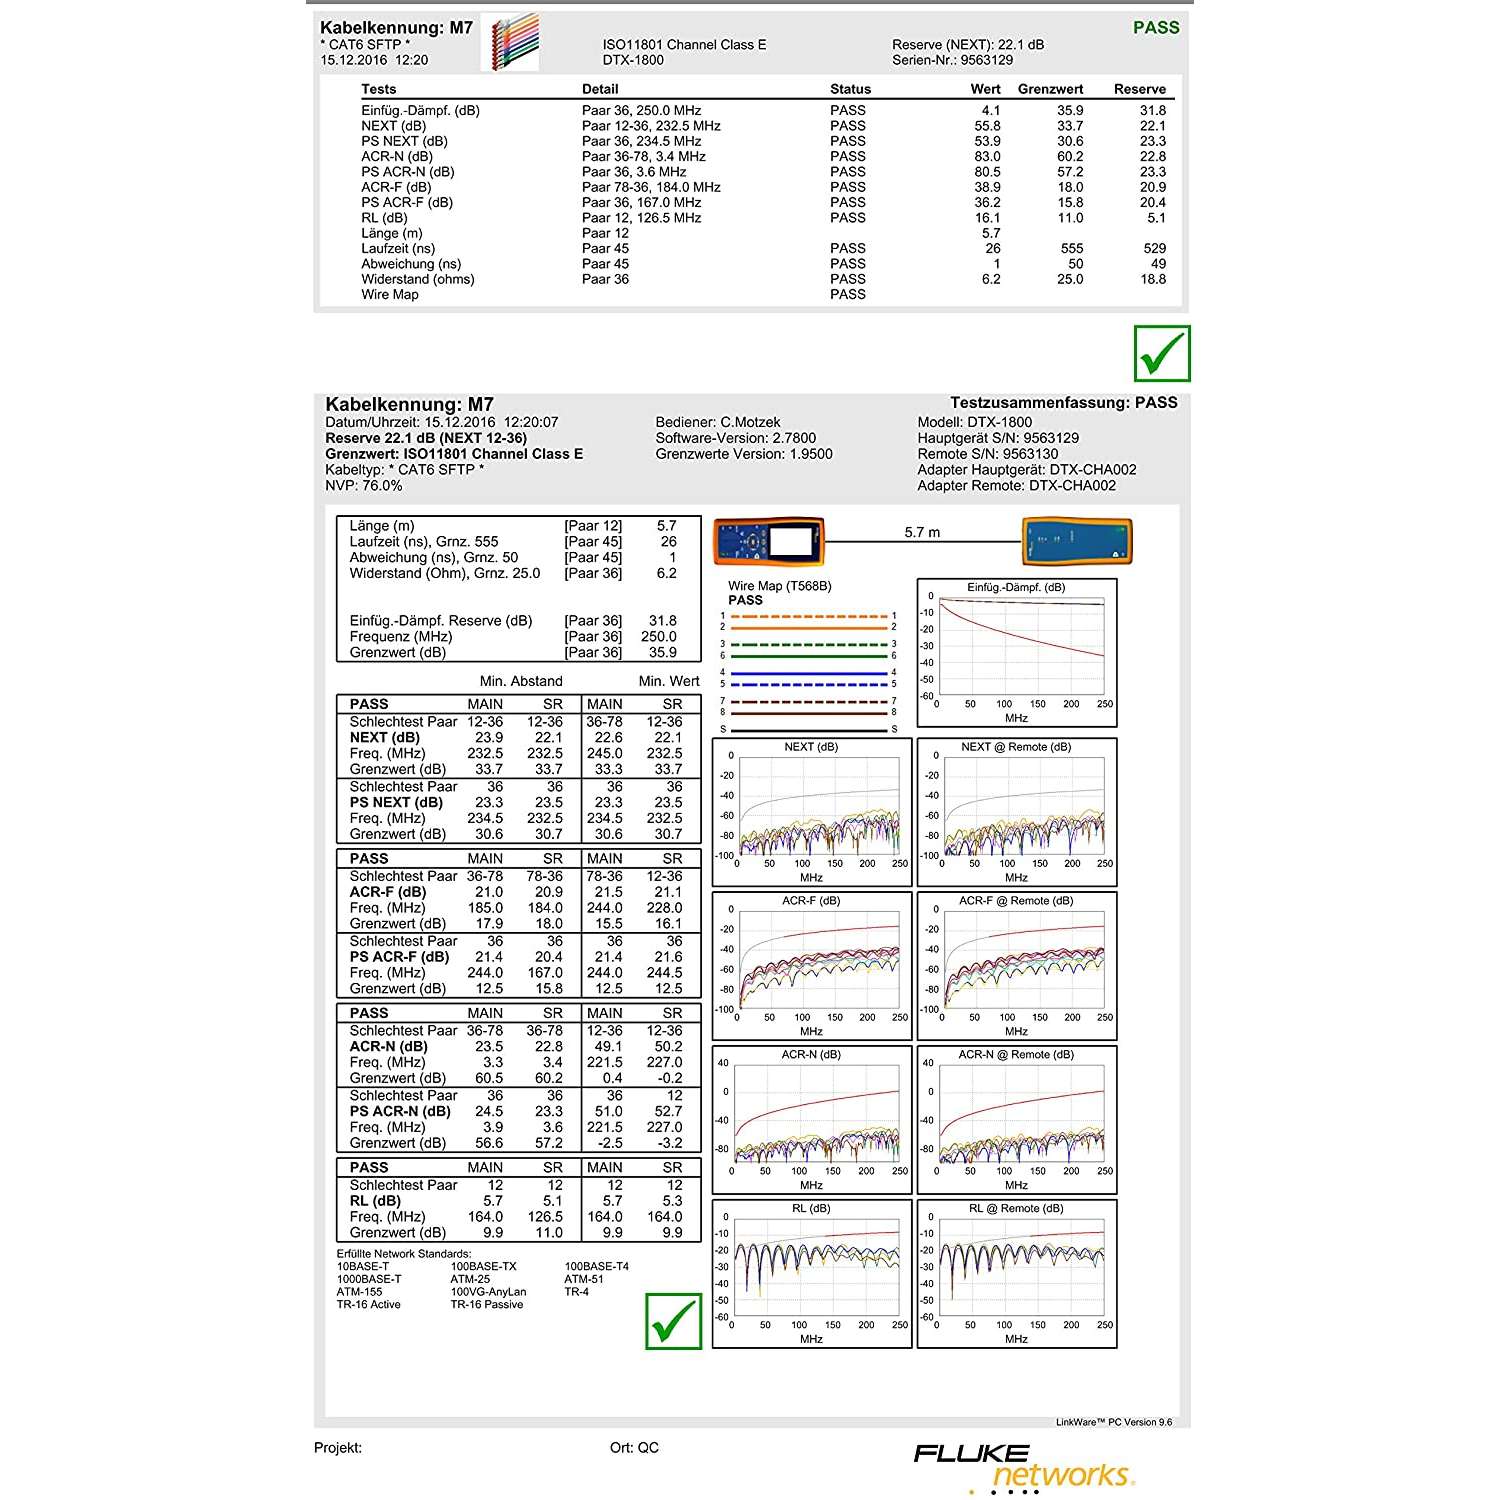 Kabelkennung: M7 PASS
* CAT6 SFTP * ISO11801 Channel Class E Reserve (NEXT): 22.1 dB
15.12.2016 12:20 DTX-1800 Serien-Nr.: 9563129
Tests Detail Status Wert Grenzwert Reserve
Einfüg.-Dämpf. (dB) Paar 36, 250.0 MHz PASS 4.1 35.9 31.8
NEXT (dB) Paar 12-36, 232.5 MHz PASS 55.8 33.7 22.1
PS NEXT (dB) Paar 36, 234.5 MHz PASS 53.9 30.6 23.3
ACR-N (dB) Paar 36-78, 3.4 MHz PASS 83.0 60.2 22.8
PS ACR-N (dB) Paar 36, 3.6 MHz PASS 80.5 57.2 23.3
ACR-F (dB) Paar 78-36, 184.0 MHz PASS 38.9 18.0 20.9
PS ACR-F (dB) Paar 36, 167.0 MHz PASS 36.2 15.8 20.4
RL (dB) Paar 12, 126.5 MHz PASS 16.1 11.0 5.1
Länge (m) Paar 12 5.7
Laufzeit (ns) Paar 45 PASS 26 555 529
Abweichung (ns) Paar 45 PASS 1 50 49
Widerstand (ohms) Paar 36 PASS 6.2 25.0 18.8
Wire Map PASS
Kabelkennung: M7 Testzusammenfassung: PASS
Datum/Uhrzeit: 15.12.2016 12:20:07 Bediener: C.Motzek Modell: DTX-1800
Reserve 22.1 dB (NEXT 12-36) Software-Version: 2.7800 Hauptgerät S/N: 9563129
Grenzwert: ISO11801 Channel Class E Grenzwerte Version: 1.9500 Remote S/N: 9563130
Kabeltyp: * CAT6 SFTP * Adapter Hauptgerät: DTX-CHA002
NVP: 76.0% Adapter Remote: DTX-CHA002
Länge (m) [Paar 12] 5.7
Laufzeit (ns), Grnz. 555 [Paar 45] 26
Abweichung (ns), Grnz. 50 [Paar 45] 1
Widerstand (Ohm), Grnz. 25.0 [Paar 36] 6.2
Einfüg.-Dämpf. Reserve (dB) [Paar 36] 31.8
Frequenz (MHz) [Paar 36] 250.0
Grenzwert (dB) [Paar 36] 35.9
Min. Abstand Min. Wert
PASS MAIN SR MAIN SR
Schlechtest Paar 12-36 12-36 36-78 12-36
NEXT (dB) 23.9 22.1 22.6 22.1
Freq. (MHz) 232.5 232.5 245.0 232.5
Grenzwert (dB) 33.7 33.7 33.3 33.7
Schlechtest Paar 36 36 36 36
PS NEXT (dB) 23.3 23.5 23.3 23.5
Freq. (MHz) 234.5 232.5 234.5 232.5
Grenzwert (dB) 30.6 30.7 30.6 30.7
PASS MAIN SR MAIN SR
Schlechtest Paar 36-78 78-36 78-36 12-36
ACR-F (dB) 21.0 20.9 21.5 21.1
Freq. (MHz) 185.0 184.0 244.0 228.0
Grenzwert (dB) 17.9 18.0 15.5 16.1
Schlechtest Paar 36 36 36 36
PS ACR-F (dB) 21.4 20.4 21.4 21.6
Freq. (MHz) 244.0 167.0 244.0 244.5
Grenzwert (dB) 12.5 15.8 12.5 12.5
PASS MAIN SR MAIN SR
Schlechtest Paar 36-78 36-78 12-36 12-36
ACR-N (dB) 23.5 22.8 49.1 50.2
Freq. (MHz) 3.3 3.4 221.5 227.0
Grenzwert (dB) 60.5 60.2 0.4 -0.2
Schlechtest Paar 36 36 36 12
PS ACR-N (dB) 24.5 23.3 51.0 52.7
Freq. (MHz) 3.9 3.6 221.5 227.0
Grenzwert (dB) 56.6 57.2 -2.5 -3.2
PASS MAIN SR MAIN SR
Schlechtest Paar 12 12 12 12
RL (dB) 5.7 5.1 5.7 5.3
Freq. (MHz) 164.0 126.5 164.0 164.0
Grenzwert (dB) 9.9 11.0 9.9 9.9
Erfüllte Network Standards:
10BASE-T 100BASE-TX 100BASE-T4
1000BASE-T ATM-25 ATM-51
ATM-155 100VG-AnyLan TR-4
TR-16 Active TR-16 Passive
5.7 m
Wire Map (T568B)
PASS
1 1
2 2
3 3
6 6
4 4
5 5
7 7
8 8
S S
Einfüg.-Dämpf. (dB)
0
-10
-20
-30
-40
-50
-60
0 50 100 150 200 250
MHz
NEXT (dB)
0
-20
-40
-60
-80
-100
0 50 100 150 200 250
MHz
NEXT @ Remote (dB)
0
-20
-40
-60
-80
-100
0 50 100 150 200 250
MHz
ACR-F (dB)
0
-20
-40
-60
-80
-100
0 50 100 150 200 250
MHz
ACR-F @ Remote (dB)
0
-20
-40
-60
-80
-100
0 50 100 150 200 250
MHz
ACR-N (dB)
40
0
-40
-80
0 50 100 150 200 250
MHz
ACR-N @ Remote (dB)
40
0
-40
-80
0 50 100 150 200 250
MHz
RL (dB)
0
-10
-20
-30
-40
-50
-60
0 50 100 150 200 250
MHz
RL @ Remote (dB)
0
-10
-20
-30
-40
-50
-60
0 50 100 150 200 250
MHz
LinkWare™ PC Version 9.6
Projekt: Ort: QC
FLUKE
networks.